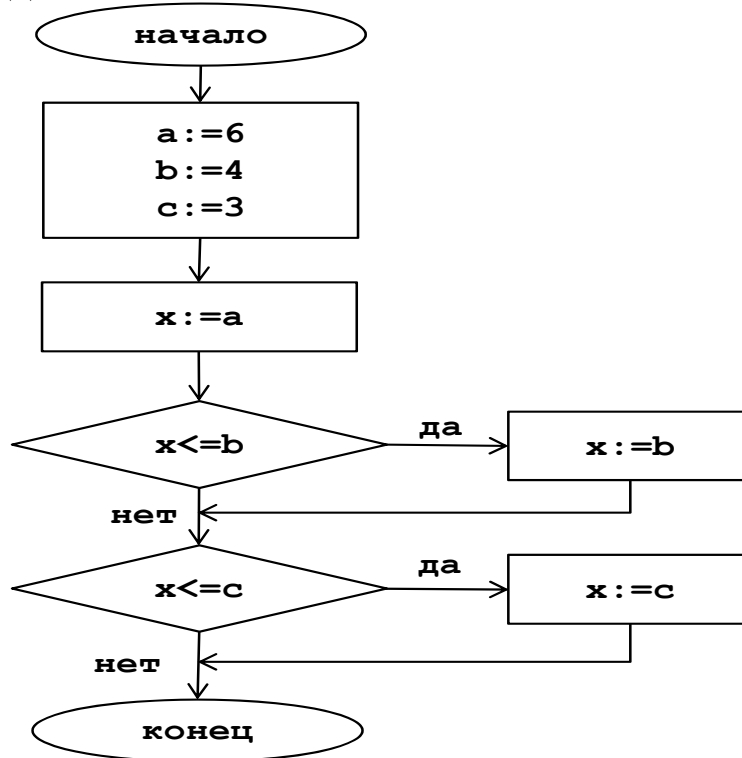 начало
a:=6
b:=4
c:=3
x:=a
x<=b
да
x:=b
нет
x<=c
да
x:=c
нет
конец